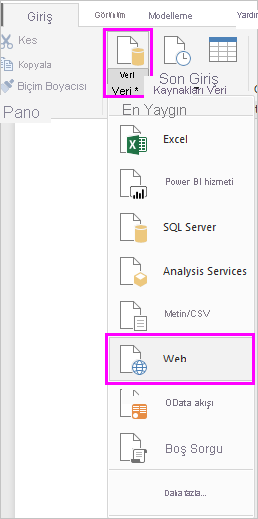 Giriş
Görünüm
Modelleme
Yardım
Kes
Kopyala
Biçim Boyacısı
Pano
Veri
Veri *
Son Giriş
Kaynakları Veri
En Yaygın
Excel
Power BI hizmeti
SQL Server
Analysis Services
Metin/CSV
Web
OData akışı
Boş Sorgu
Daha fazla...